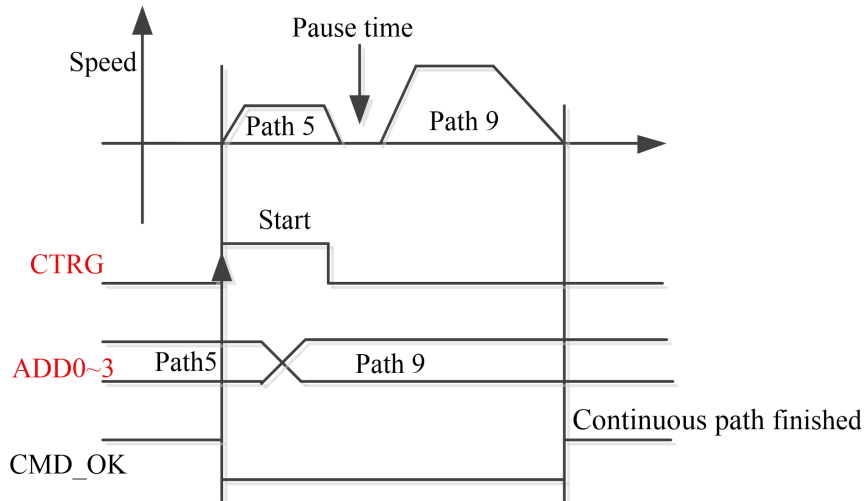 Pause time
Speed
Path 5
Path 9
Start
CTRG
ADD0~3
Path5
Path 9
Continuous path finished
CMD_OK